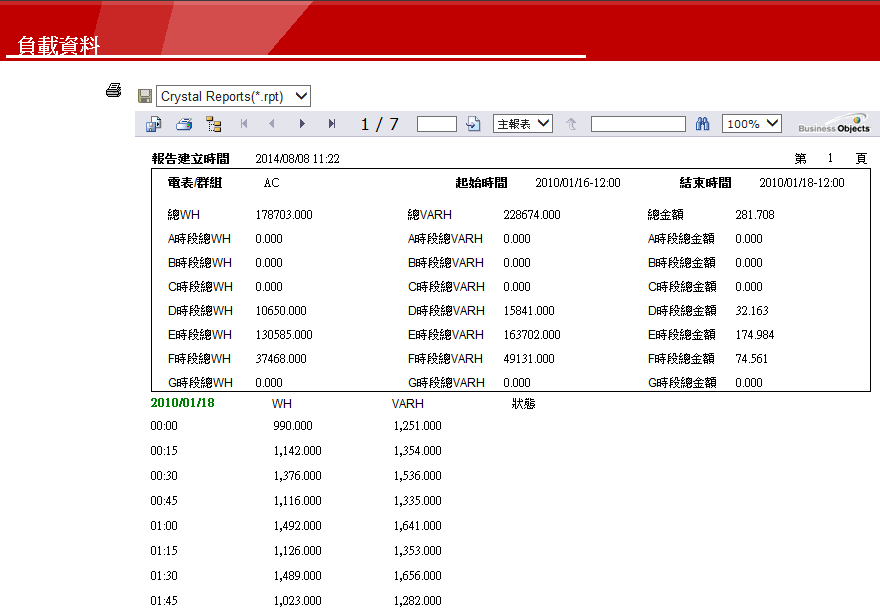 負載資料
Crystal Reports(*.rpt)
1 / 7 主報表 100% Business Objects
報告建立時間 2014/08/08 11:22 第 1 頁
電表/群組 AC 起始時間 2010/01/16-12:00 結束時間 2010/01/18-12:00
總WH 178703.000 總VARH 228674.000 總金額 281.708
A時段總WH 0.000 A時段總VARH 0.000 A時段總金額 0.000
B時段總WH 0.000 B時段總VARH 0.000 B時段總金額 0.000
C時段總WH 0.000 C時段總VARH 0.000 C時段總金額 0.000
D時段總WH 10650.000 D時段總VARH 15841.000 D時段總金額 32.163
E時段總WH 130585.000 E時段總VARH 163702.000 E時段總金額 174.984
F時段總WH 37468.000 F時段總VARH 49131.000 F時段總金額 74.561
G時段總WH 0.000 G時段總VARH 0.000 G時段總金額 0.000
2010/01/18 WH VARH 狀態
00:00 990.000 1,251.000
00:15 1,142.000 1,354.000
00:30 1,376.000 1,536.000
00:45 1,116.000 1,335.000
01:00 1,492.000 1,641.000
01:15 1,126.000 1,353.000
01:30 1,489.000 1,656.000
01:45 1,023.000 1,282.000